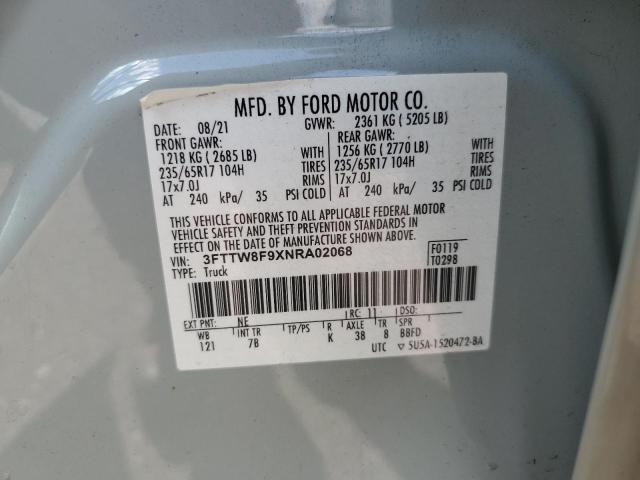 MFD. BY FORD MOTOR CO.
DATE: 08/21 GVWR: 2361 KG ( 5205 LB)
FRONT GAWR: REAR GAWR:
1218 KG ( 2685 LB) WITH 1256 KG ( 2770 LB) WITH
235/65R17 104H TIRES 235/65R17 104H TIRES
17x7.0J RIMS 17x7.0J RIMS
AT 240 kPa/ 35 PSI COLD AT 240 kPa/ 35 PSI COLD
THIS VEHICLE CONFORMS TO ALL APPLICABLE FEDERAL MOTOR
VEHICLE SAFETY AND THEFT PREVENTION STANDARDS IN
EFFECT ON THE DATE OF MANUFACTURE SHOWN ABOVE.
VIN: 3FTTW8F9XNRA02068 F0119
TYPE: Truck T0298
EXT PNT: NE RC: 11 DSO:
WB INT TR TP/PS R AXLE TR SPR
121 7B K 38 8 BBFD
UTC ▽ 5U5A-1520472-BA